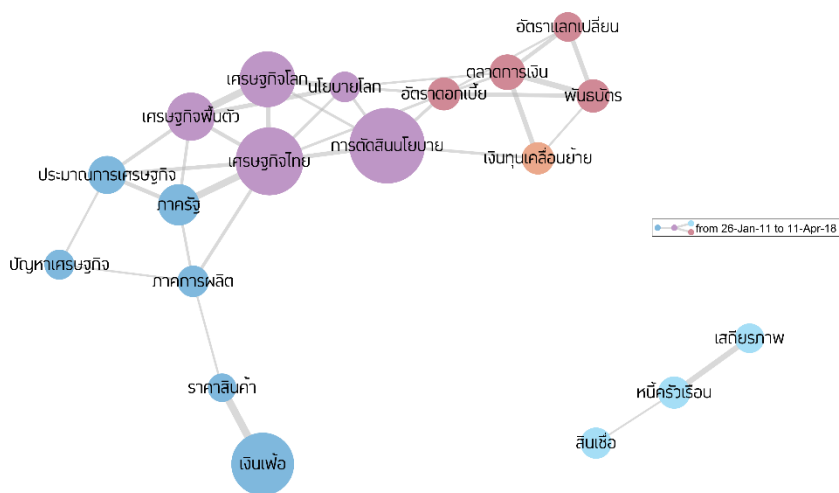 อัตราแลกเปลี่ยน
เศรษฐกิจโลก
นโยบายโลก
ตลาดการเงิน
อัตราดอกเบี้ย
พันธบัตร
เศรษฐกิจฟื้นตัว
การตัดสินนโยบาย
เศรษฐกิจไทย
เงินทุนเคลื่อนย้าย
ประมาณการเศรษฐกิจ
ภาครัฐ
from 26-Jan-11 to 11-Apr-18
ปัญหาเศรษฐกิจ
ภาคการผลิต
เสถียรภาพ
ราคาสินค้า
หนี้ครัวเรือน
สินเชื่อ
เงินเฟ้อ